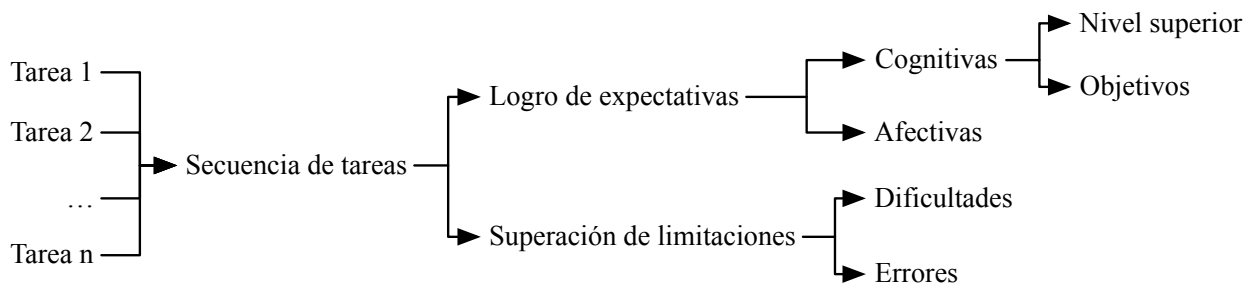 Tarea 1
Tarea 2
…
Tarea n
Secuencia de tareas
Logro de expectativas
Superación de limitaciones
Cognitivas
Afectivas
Dificultades
Errores
Nivel superior
Objetivos